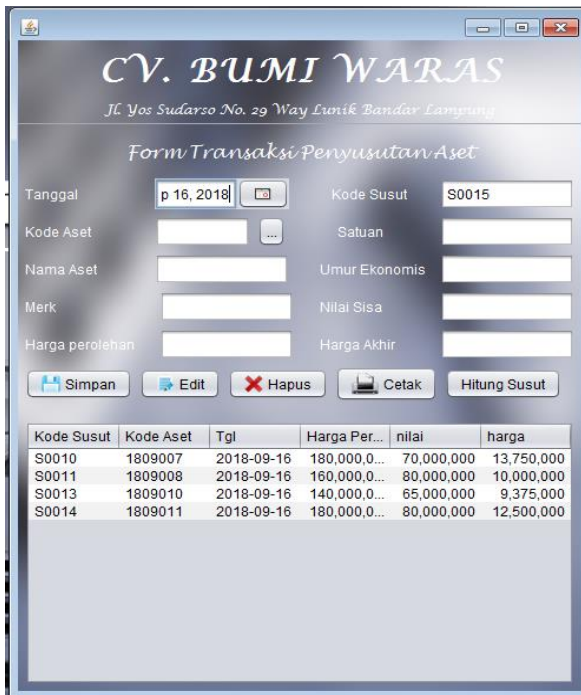 CV. BUMI WARAS
Jl. Yos Sudarso No. 29 Way Lunik Bandar Lampung
Form Transaksi Penyusutan Aset
Tanggal p 16, 2018 Kode Susut S0015
Kode Aset ... Satuan
Nama Aset Umur Ekonomis
Merk Nilai Sisa
Harga perolehan Harga Akhir
Simpan Edit Hapus Cetak Hitung Susut
Kode Susut Kode Aset Tgl Harga Per... nilai harga
S0010 1809007 2018-09-16 180,000,0... 70,000,000 13,750,000
S0011 1809008 2018-09-16 160,000,0... 80,000,000 10,000,000
S0013 1809010 2018-09-16 140,000,0... 65,000,000 9,375,000
S0014 1809011 2018-09-16 180,000,0... 80,000,000 12,500,000